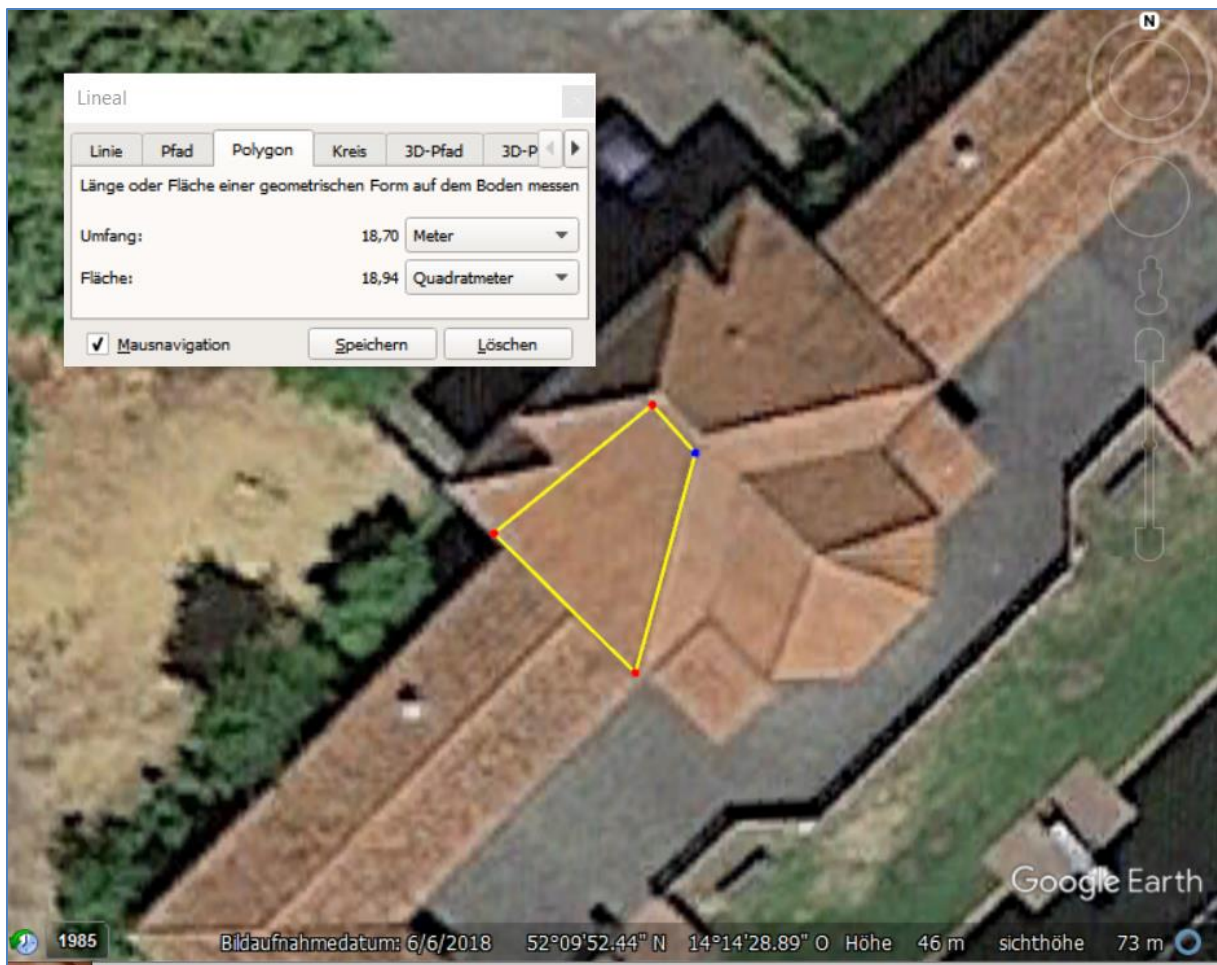 N
Lineal
Linie Pfad Polygon Kreis 3D-Pfad 3D-P
Länge oder Fläche einer geometrischen Form auf dem Boden messen
Umfang: 18,70 Meter
Fläche: 18,94 Quadratmeter
Mausnavigation Speichern Löschen
Google Earth
1985 Bildaufnahmedatum: 6/6/2018 52°09'52.44" N 14°14'28.89" O Höhe 46 m sichthöhe 73 m